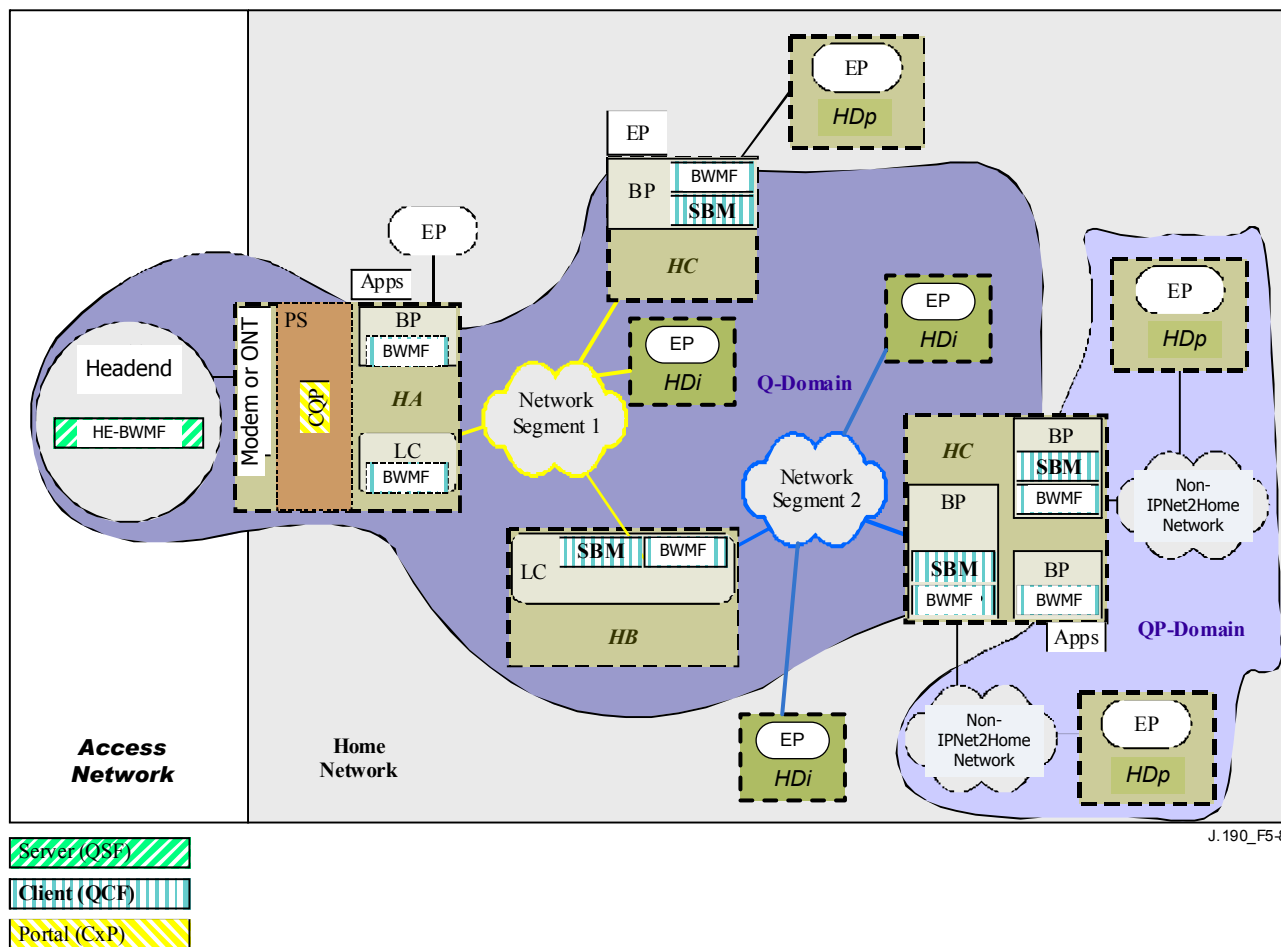 EP
HDp
EP
BP
BWMF
SBM
HC
EP
Apps
Modem or ONT
PS
CQP
BP
BWMF
HA
LC
BWMF
Headend
HE-BWMF
EP
HDi
Network
Segment 1
Q-Domain
EP
HDi
Network
Segment 2
EP
HDp
HC
BP
SBM
BWMF
BP
SBM
BWMF
BP
BWMF
Apps
Non-
IPNet2Home
Network
QP-Domain
SBM
BWMF
LC
HB
EP
HDi
Non-
IPNet2Home
Network
EP
HDp
Access
Network
Home
Network
J.190_F5-8
Server (QSF)
Client (QCF)
Portal (CxP)